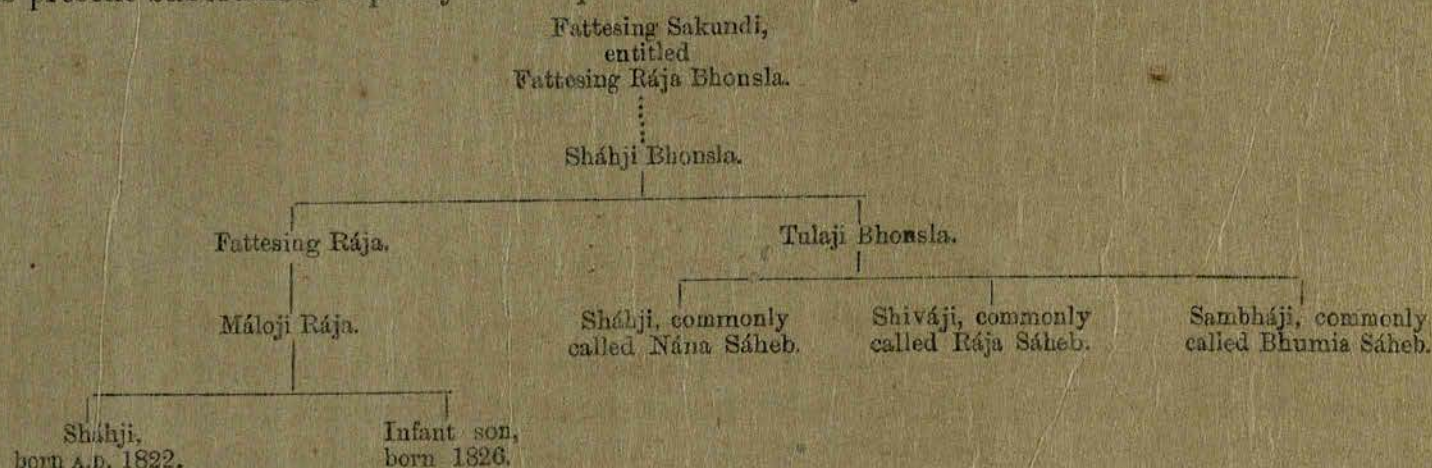 Fattesing Sakundi,
entitled
Fattesing Rája Bhonsla.
Sháhji Bhonsla.
Fattesing Rája.
Tulaji Bhonsla.
Máloji Rája.
Sháhji, commonly
called Nána Sáheb.
Shiváji, commonly
called Rája Sáheb.
Sambháji, commonly
called Bhumia Sáheb.
Sháhji,
born A.D. 1822.
Infant son,
born 1826.